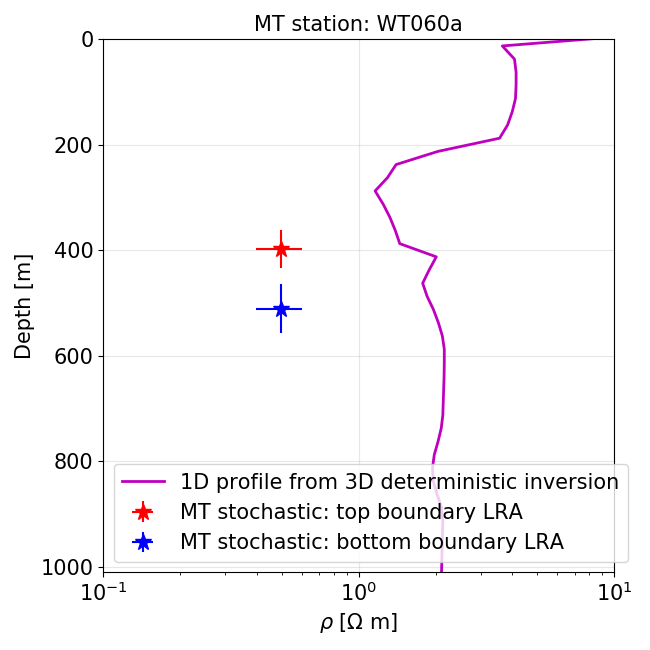 MT station: WT060a
0
200
400
600
800
1000
Depth [m]
1D profile from 3D deterministic inversion
MT stochastic: top boundary LRA
MT stochastic: bottom boundary LRA
10⁻¹ 10⁰ 10¹
ρ [Ω m]